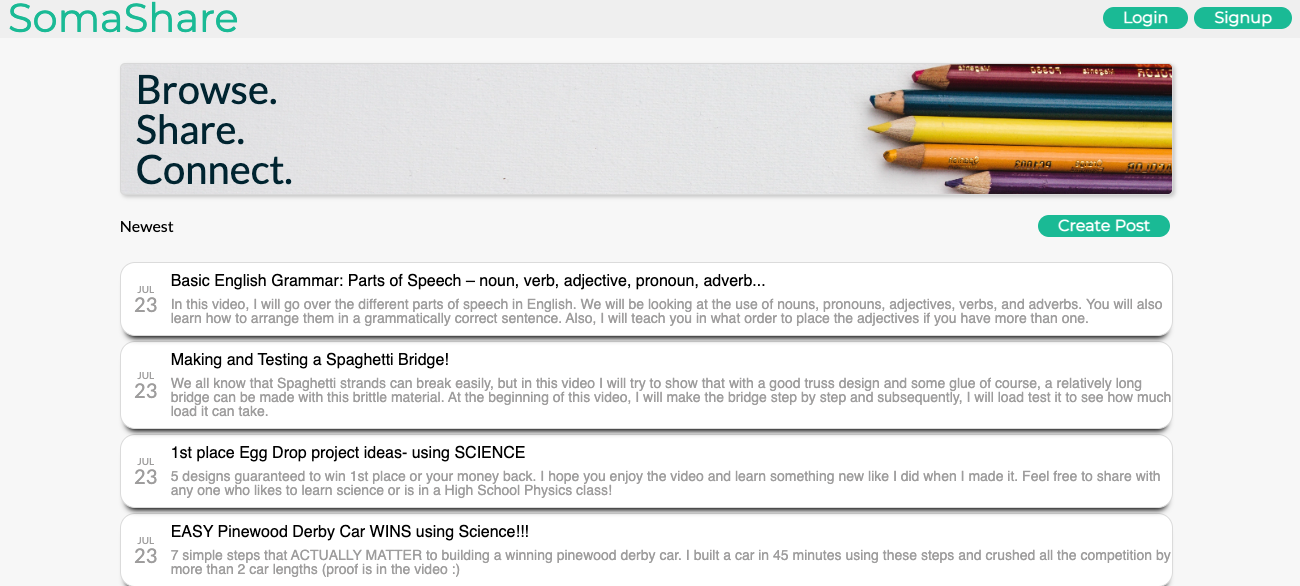 SomaShare
Login
Signup
Browse.
Share.
Connect.
Newest
Create Post
JUL
23
Basic English Grammar: Parts of Speech – noun, verb, adjective, pronoun, adverb...
In this video, I will go over the different parts of speech in English. We will be looking at the use of nouns, pronouns, adjectives, verbs, and adverbs. You will also
learn how to arrange them in a grammatically correct sentence. Also, I will teach you in what order to place the adjectives if you have more than one.
JUL
23
Making and Testing a Spaghetti Bridge!
We all know that Spaghetti strands can break easily, but in this video I will try to show that with a good truss design and some glue of course, a relatively long
bridge can be made with this brittle material. At the beginning of this video, I will make the bridge step by step and subsequently, I will load test it to see how much
load it can take.
JUL
23
1st place Egg Drop project ideas- using SCIENCE
5 designs guaranteed to win 1st place or your money back. I hope you enjoy the video and learn something new like I did when I made it. Feel free to share with
any one who likes to learn science or is in a High School Physics class!
JUL
23
EASY Pinewood Derby Car WINS using Science!!!
7 simple steps that ACTUALLY MATTER to building a winning pinewood derby car. I built a car in 45 minutes using these steps and crushed all the competition by
more than 2 car lengths (proof is in the video :)